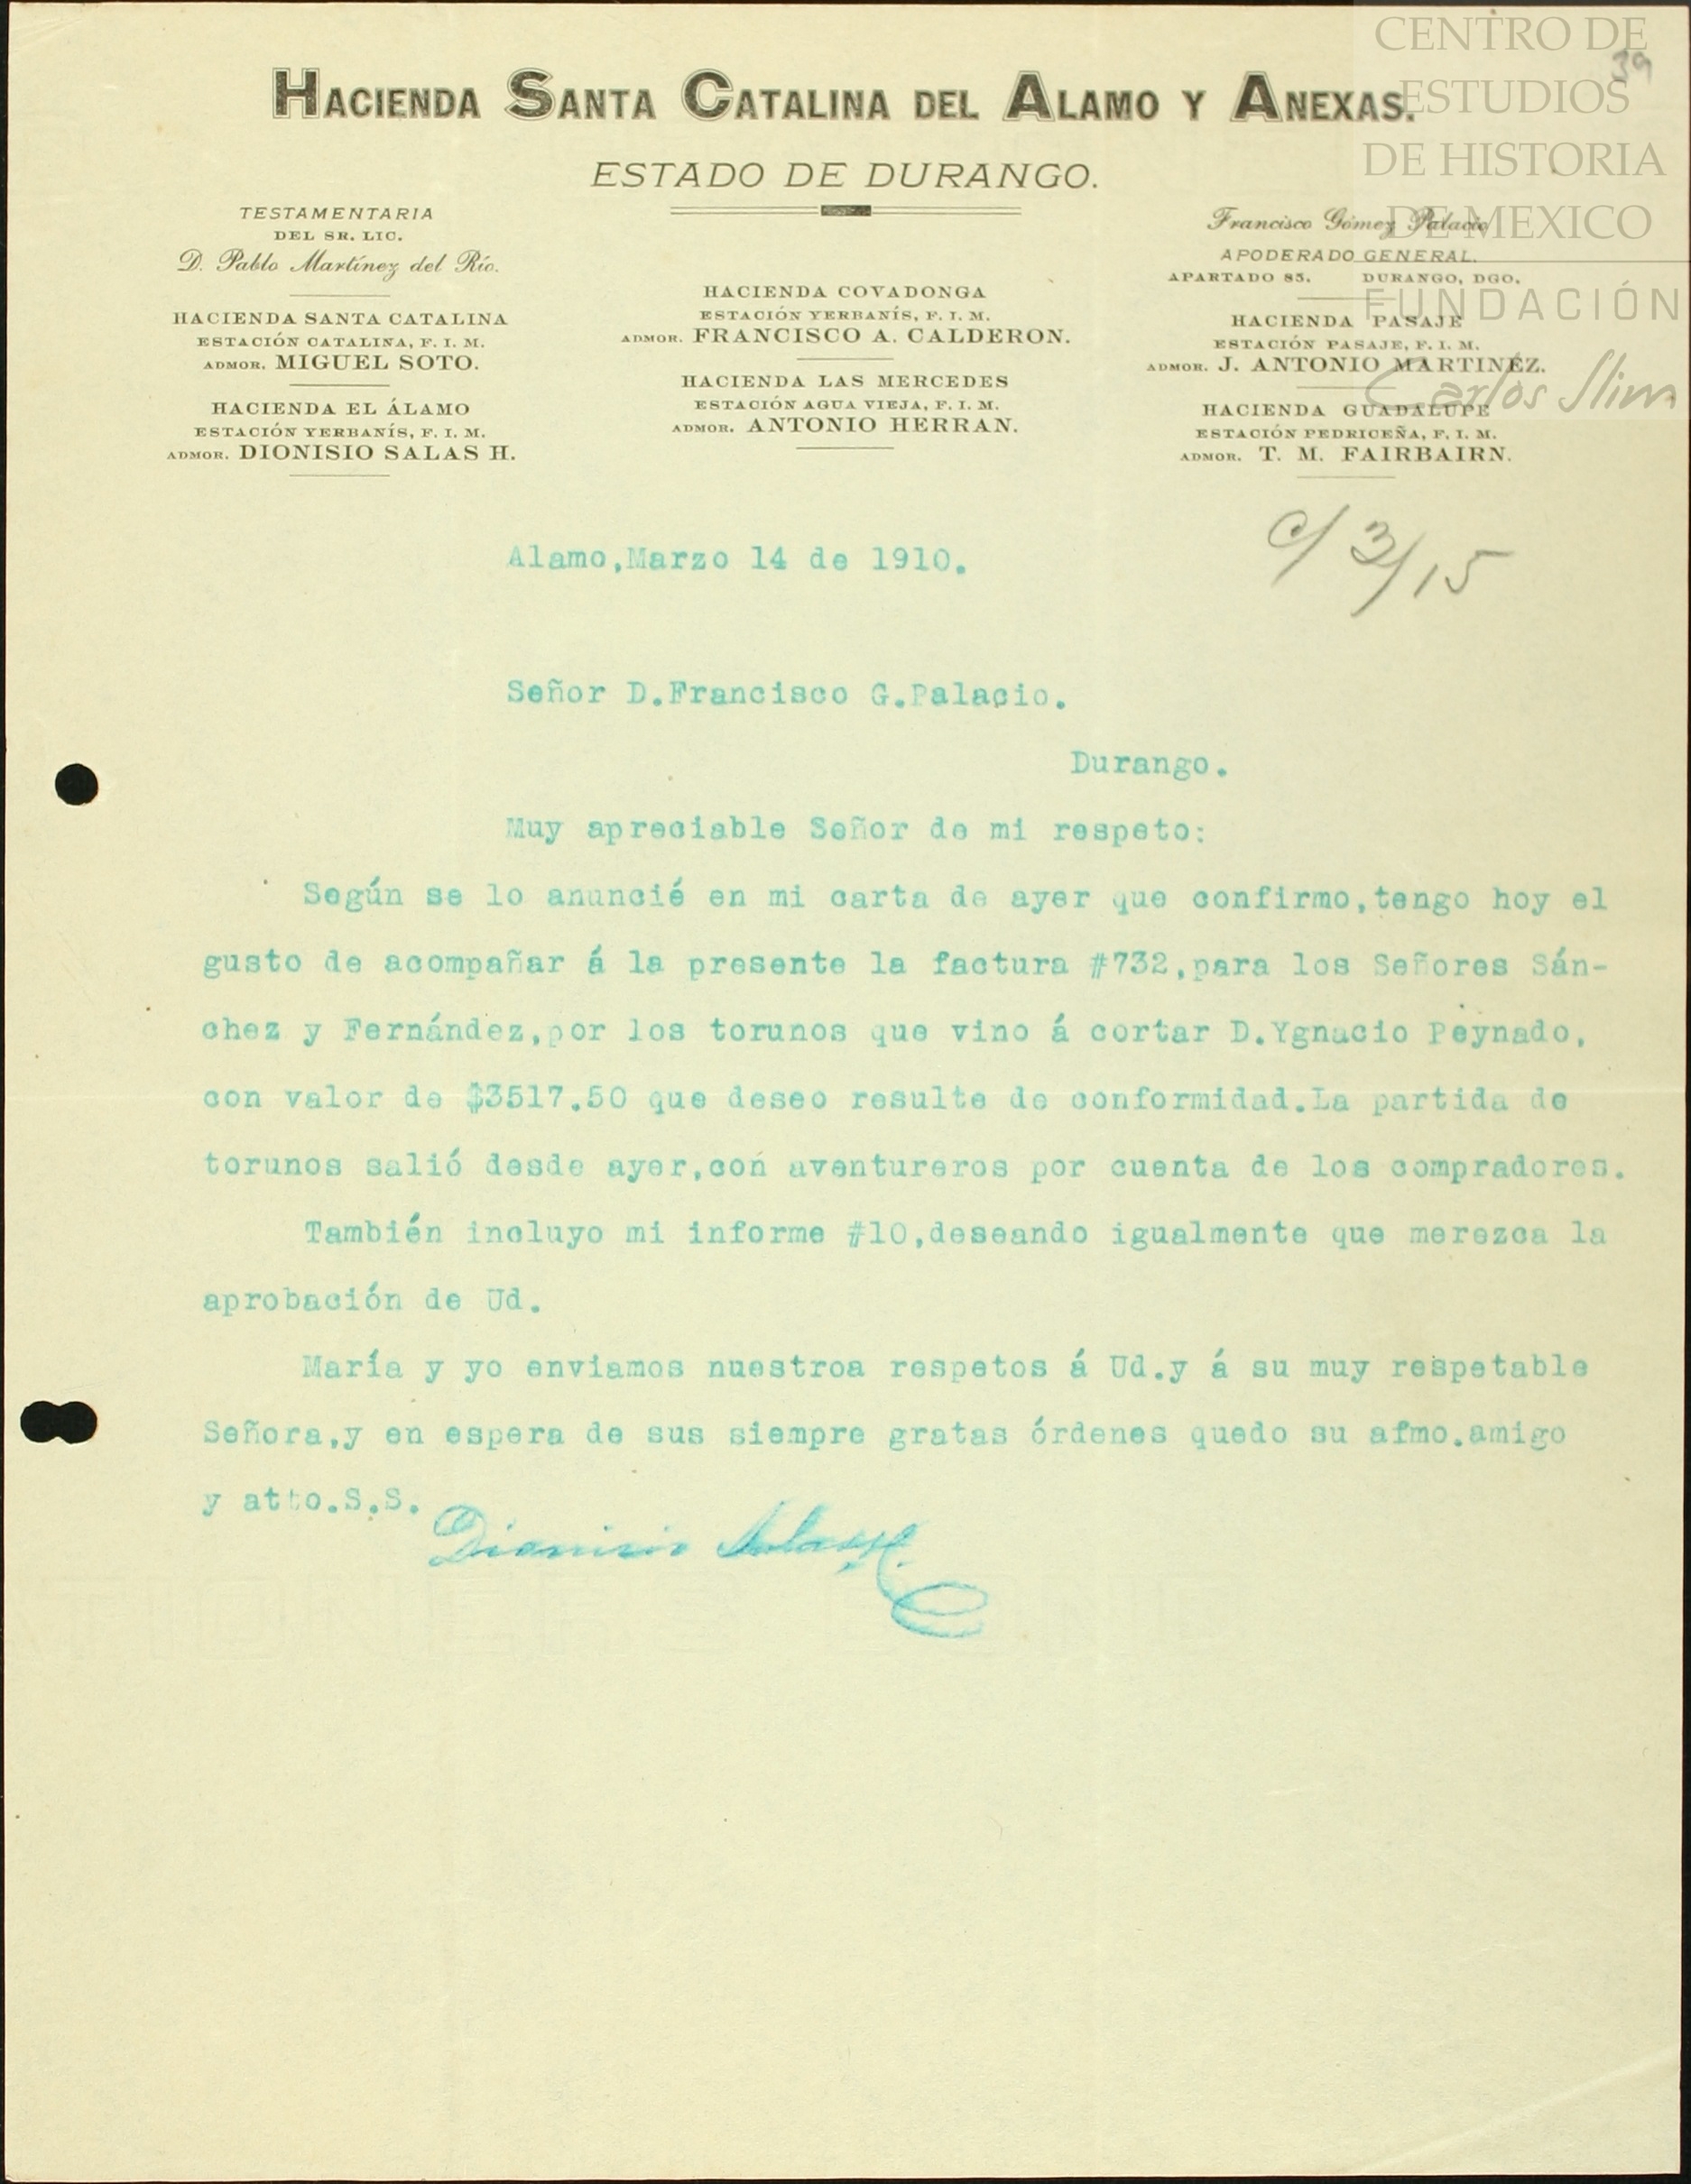 CENTRO DE
ESTUDIOS
DE HISTORIA
DE MEXICO
FUNDACIÓN
Carlos Slim
39
HACIENDA SANTA CATALINA DEL ALAMO Y ANEXAS.
ESTADO DE DURANGO.
TESTAMENTARIA
DEL SR. LIC.
D. Pablo Martínez del Río.
HACIENDA SANTA CATALINA
ESTACIÓN CATALINA, F. I. M.
ADMOR. MIGUEL SOTO.
HACIENDA EL ÁLAMO
ESTACIÓN YERBANÍS, F. I. M.
ADMOR. DIONISIO SALAS H.
HACIENDA COVADONGA
ESTACIÓN YERBANÍS, F. I. M.
ADMOR. FRANCISCO A. CALDERON.
HACIENDA LAS MERCEDES
ESTACIÓN AGUA VIEJA, F. I. M.
ADMOR. ANTONIO HERRAN.
Francisco Gómez Palacio
APODERADO GENERAL.
APARTADO 85. DURANGO, DGO.
HACIENDA PASAJE
ESTACIÓN PASAJE, F. I. M.
ADMOR. J. ANTONIO MARTINEZ.
HACIENDA GUADALUPE
ESTACIÓN PEDRICEÑA, F. I. M.
ADMOR. T. M. FAIRBAIRN.
c/ 3/15
Alamo,Marzo 14 de 1910.
Señor D.Francisco G.Palacio.
Durango.
Muy apreciable Señor de mi respeto:
Según se lo anuncié en mi carta de ayer que confirmo,tengo hoy el
gusto de acompañar á la presente la factura #732,para los Señores Sán-
chez y Fernández,por los torunos que vino á cortar D.Ygnacio Peynado,
con valor de $3517.50 que deseo resulte de conformidad.La partida de
torunos salió desde ayer,con aventureros por cuenta de los compradores.
También incluyo mi informe #10,deseando igualmente que merezca la
aprobación de Ud.
María y yo enviamos nuestroa respetos á Ud.y á su muy respetable
Señora,y en espera de sus siempre gratas órdenes quedo su afmo.amigo
y atto.S.S.
Dionisio Salas H.